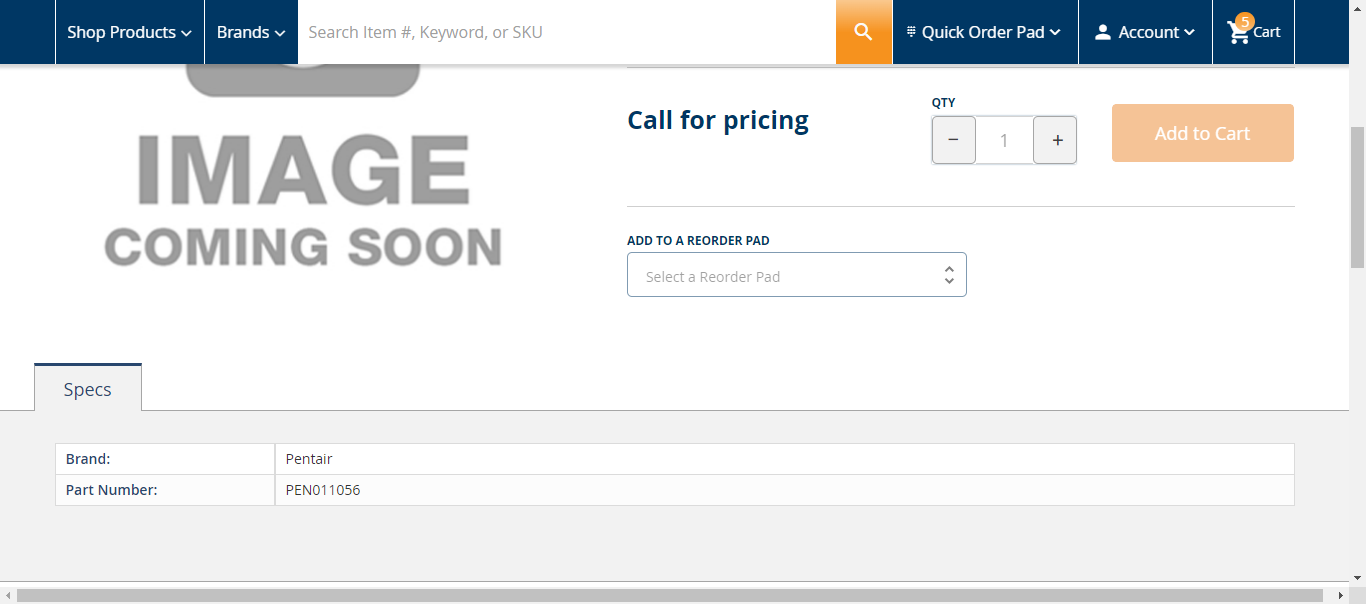 Shop Products
Brands
Search Item #, Keyword, or SKU
Quick Order Pad
Account
5
Cart
IMAGE
COMING SOON
Call for pricing
QTY
− 1 +
Add to Cart
ADD TO A REORDER PAD
Select a Reorder Pad
Specs
Brand: Pentair
Part Number: PEN011056